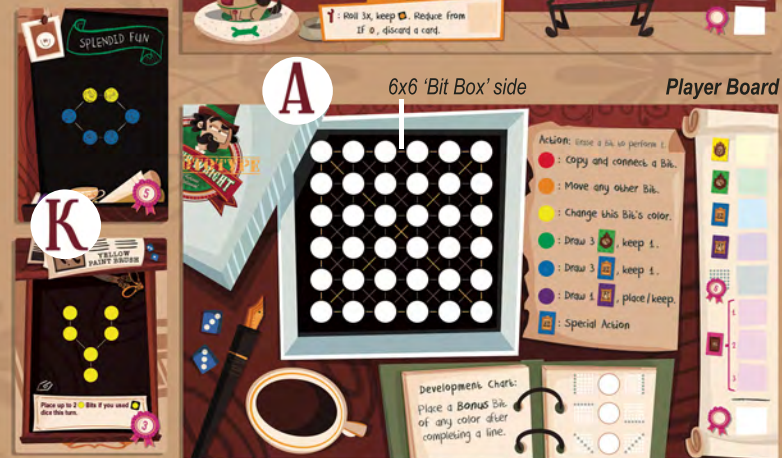 SPLENDID FUN
5
: Roll 3x, keep . Reduce from
If 0, discard a card.
A
6x6 ‘Bit Box’ side
Player Board
K
YELLOW
PAINT BRUSH
Place up to 2 Bits if you used
dice this turn.
3
Action: Erase a Bit to perform it.
: Copy and connect a Bit.
: Move any other Bit.
: Change this Bit's color.
: Draw 3 , keep 1.
: Draw 3 , keep 1.
: Draw 1 , place/keep.
: Special Action
Development Chart:
Place a Bonus Bit
of any color after
completing a line.
1
2
3